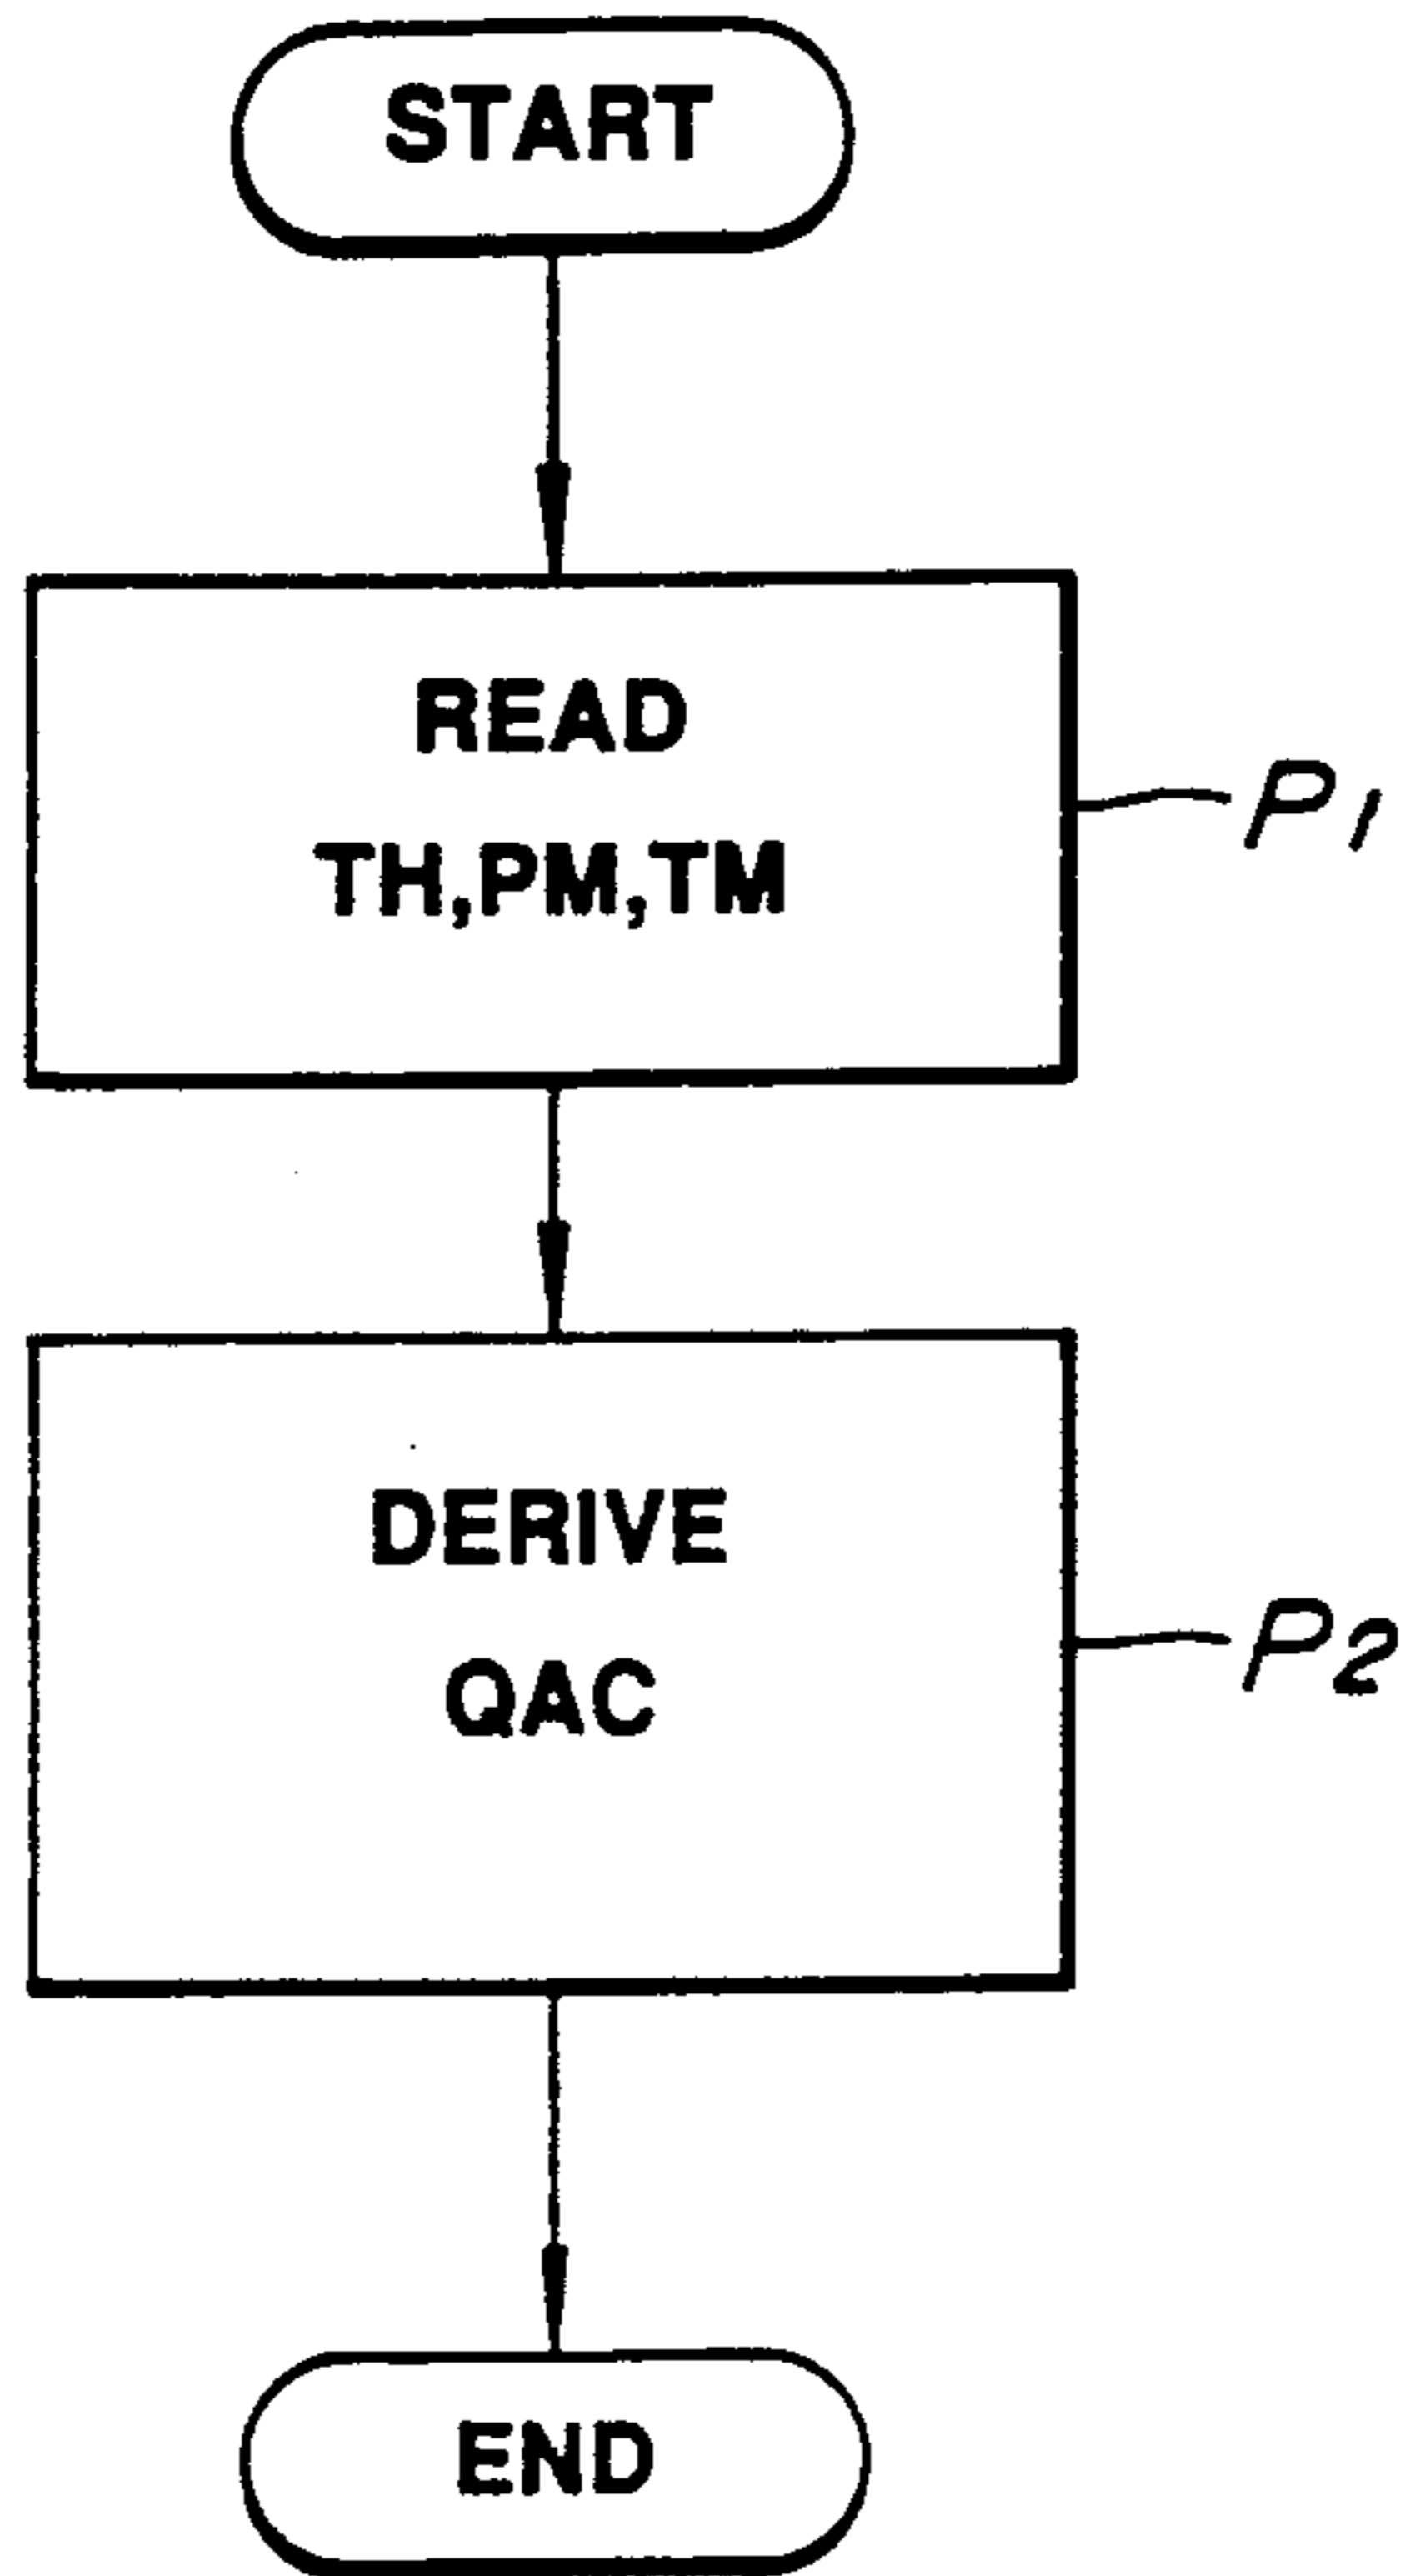 START
READ
TH,PM,TM
P1
DERIVE
QAC
P2
END